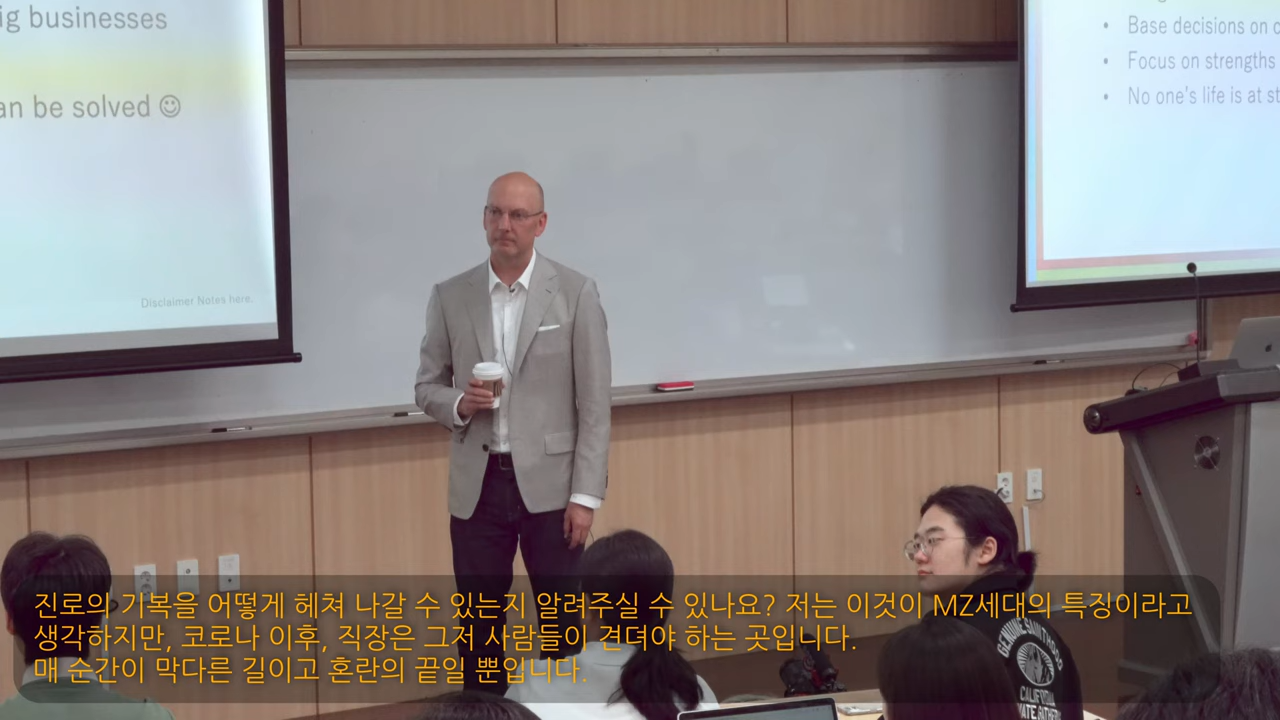 big businesses
can be solved ☺
Disclaimer Notes here.
• Base decisions on
• Focus on strengths
• No one's life is at
진로의 기복을 어떻게 헤쳐 나갈 수 있는지 알려주실 수 있나요? 저는 이것이 MZ세대의 특징이라고
생각하지만, 코로나 이후, 직장은 그저 사람들이 견뎌야 하는 곳입니다.
매 순간이 막다른 길이고 혼란의 끝일 뿐입니다.
CALIFORNIA